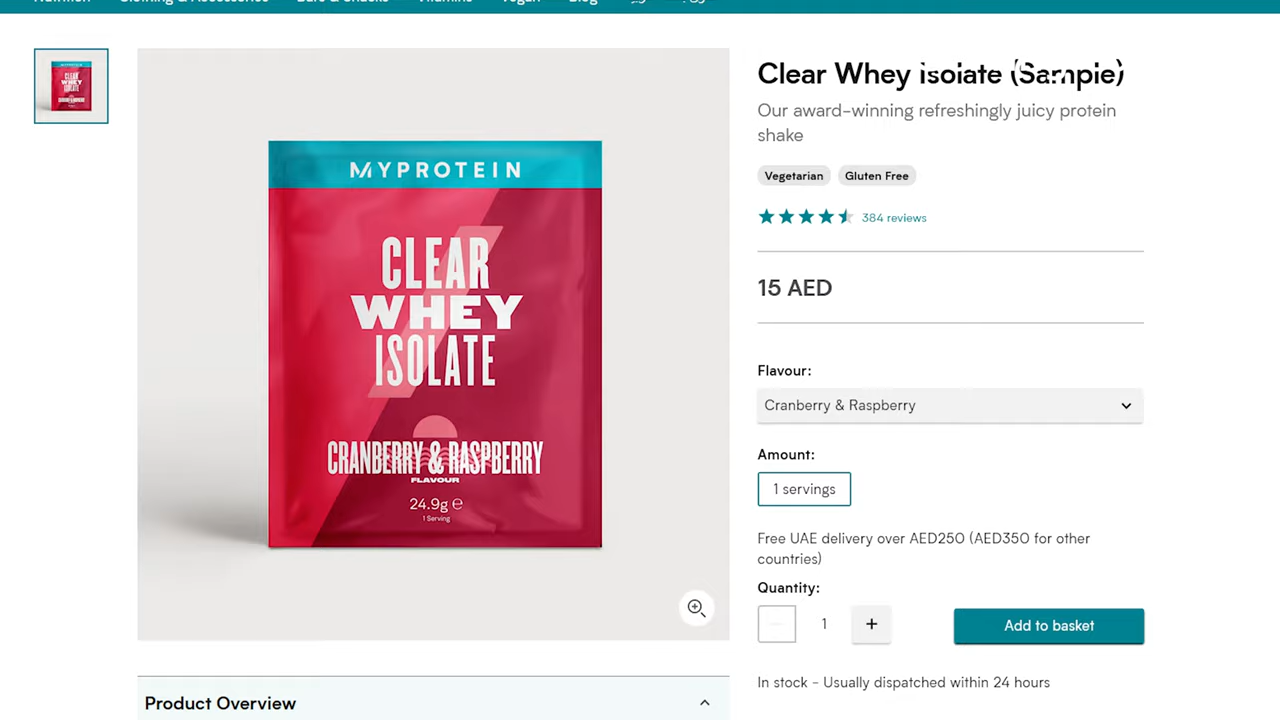 MYPROTEIN
CLEAR
WHEY
ISOLATE
CRANBERRY & RASPBERRY
FLAVOUR
24.9g ℮
1 Serving
Product Overview
Clear Whey Isolate (Sample)
Our award-winning refreshingly juicy protein
shake
Vegetarian Gluten Free
384 reviews
15 AED
Flavour:
Cranberry & Raspberry
Amount:
1 servings
Free UAE delivery over AED250 (AED350 for other
countries)
Quantity:
1 +
Add to basket
In stock - Usually dispatched within 24 hours